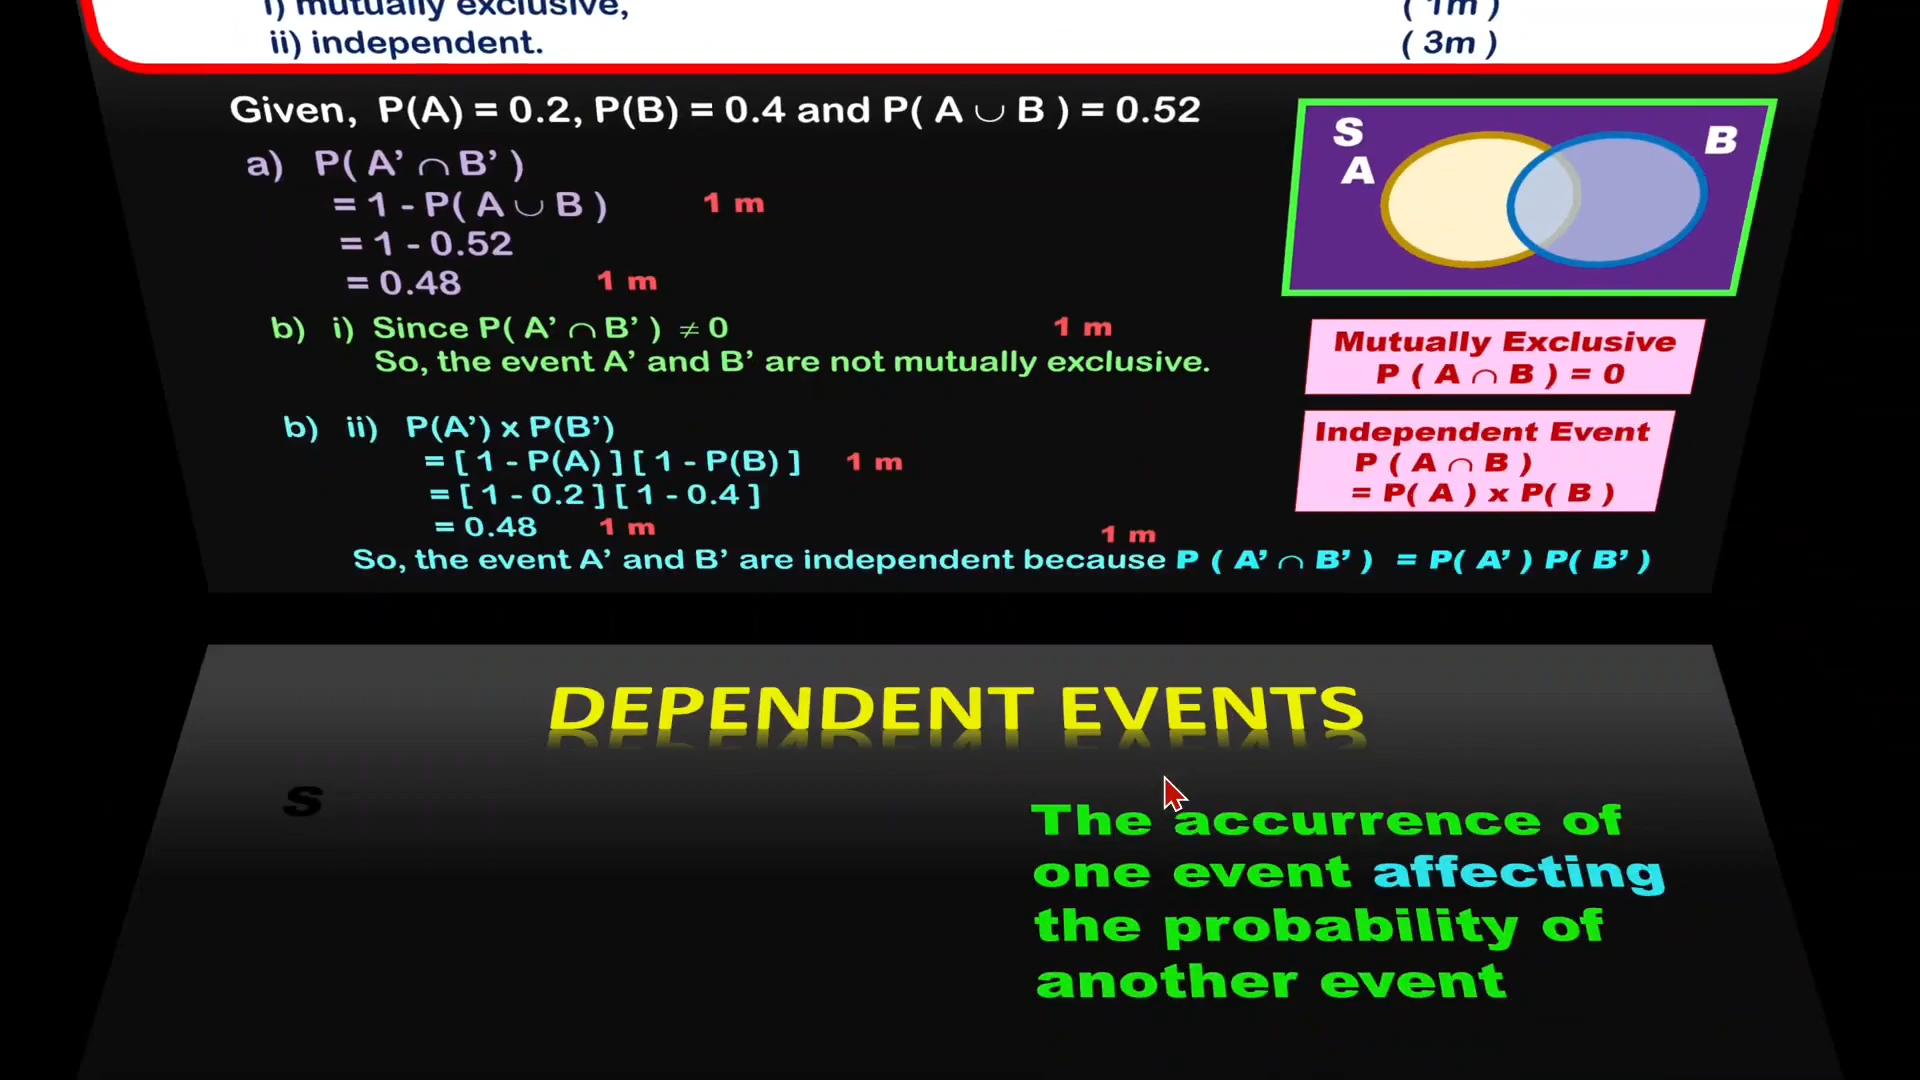 i) mutually exclusive, ( 1m )
ii) independent. ( 3m )
Given, P(A) = 0.2, P(B) = 0.4 and P( A ∪ B ) = 0.52
a) P( A’ ∩ B’ )
= 1 - P( A ∪ B ) 1 m
= 1 - 0.52
= 0.48 1 m
b) i) Since P( A’ ∩ B’ ) ≠ 0 1 m
So, the event A’ and B’ are not mutually exclusive.
b) ii) P(A’) x P(B’)
= [ 1 - P(A) ] [ 1 - P(B) ] 1 m
= [ 1 - 0.2 ] [ 1 - 0.4 ]
= 0.48 1 m
1 m
So, the event A’ and B’ are independent because P ( A’ ∩ B’ ) = P( A’ ) P( B’ )
S
A
B
Mutually Exclusive
P ( A ∩ B ) = 0
Independent Event
P ( A ∩ B )
= P( A ) x P( B )
DEPENDENT EVENTS
S
The accurrence of
one event affecting
the probability of
another event